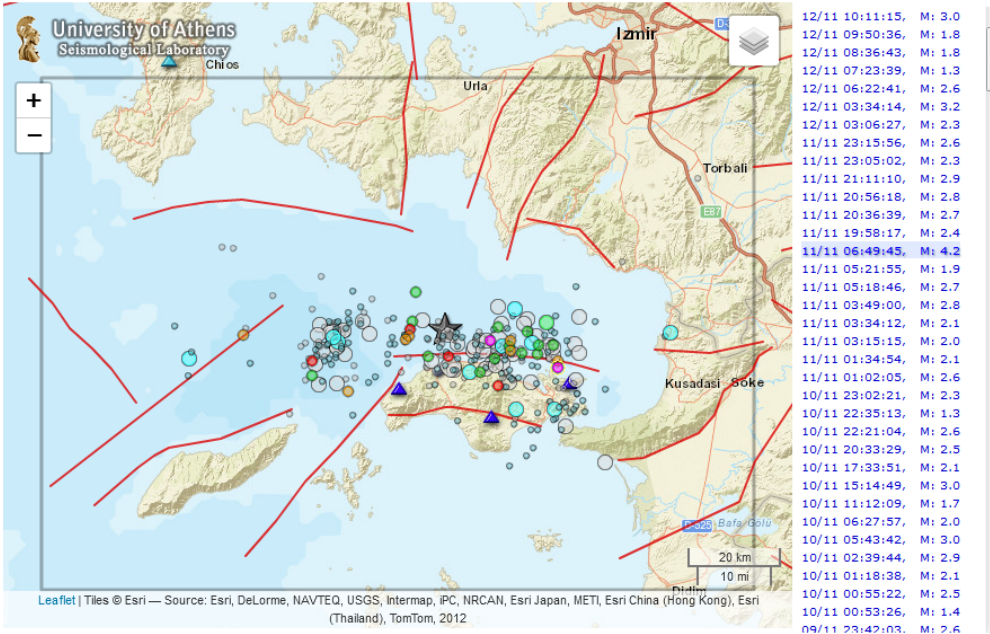 University of Athens
Seismological Laboratory
Chios
Izmir
Urla
+
−
Torbali
E87
Kusadasi
Söke
Bafa Gölü
20 km
10 mi
Didim
Leaflet | Tiles © Esri — Source: Esri, DeLorme, NAVTEQ, USGS, Intermap, iPC, NRCAN, Esri Japan, METI, Esri China (Hong Kong), Esri
(Thailand), TomTom, 2012
12/11 10:11:15, M: 3.0
12/11 09:50:36, M: 1.8
12/11 08:36:43, M: 1.8
12/11 07:23:39, M: 1.3
12/11 06:22:41, M: 2.6
12/11 03:34:14, M: 3.2
12/11 03:06:27, M: 2.3
11/11 23:15:56, M: 2.6
11/11 23:05:02, M: 2.3
11/11 21:11:10, M: 2.9
11/11 20:56:18, M: 2.8
11/11 20:36:39, M: 2.7
11/11 19:58:17, M: 2.4
11/11 06:49:45, M: 4.2
11/11 05:21:55, M: 1.9
11/11 05:18:46, M: 2.7
11/11 03:49:00, M: 2.8
11/11 03:34:12, M: 2.1
11/11 03:15:15, M: 2.0
11/11 01:34:54, M: 2.1
11/11 01:02:05, M: 2.6
10/11 23:02:21, M: 2.3
10/11 22:35:13, M: 1.3
10/11 22:21:04, M: 2.6
10/11 20:33:29, M: 2.5
10/11 17:33:51, M: 2.1
10/11 15:14:49, M: 3.0
10/11 11:12:09, M: 1.7
10/11 06:27:57, M: 2.0
10/11 05:43:42, M: 3.0
10/11 02:39:44, M: 2.9
10/11 01:18:38, M: 2.1
10/11 00:55:22, M: 2.5
10/11 00:53:26, M: 1.4
09/11 23:42:03, M: 2.6